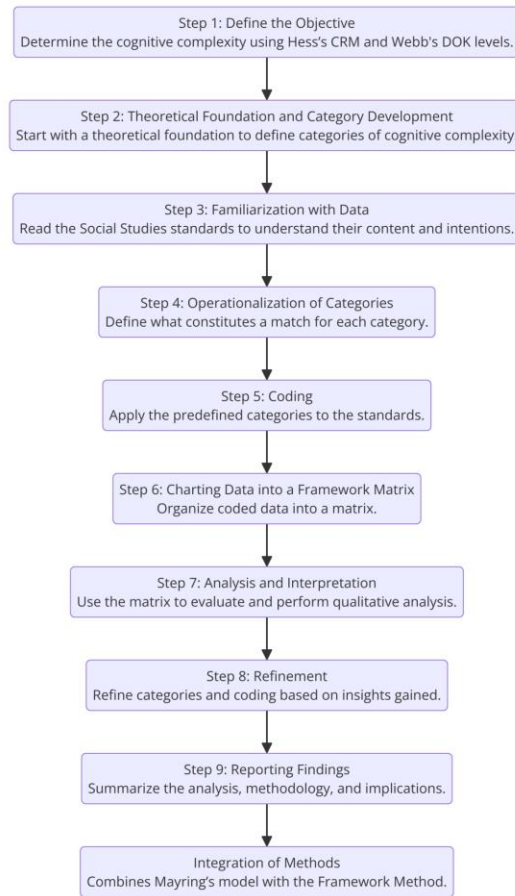 Step 1: Define the Objective
Determine the cognitive complexity using Hess’s CRM and Webb's DOK levels.
Step 2: Theoretical Foundation and Category Development
Start with a theoretical foundation to define categories of cognitive complexity
Step 3: Familiarization with Data
Read the Social Studies standards to understand their content and intentions.
Step 4: Operationalization of Categories
Define what constitutes a match for each category.
Step 5: Coding
Apply the predefined categories to the standards.
Step 6: Charting Data into a Framework Matrix
Organize coded data into a matrix.
Step 7: Analysis and Interpretation
Use the matrix to evaluate and perform qualitative analysis.
Step 8: Refinement
Refine categories and coding based on insights gained.
Step 9: Reporting Findings
Summarize the analysis, methodology, and implications.
Integration of Methods
Combines Mayring’s model with the Framework Method.